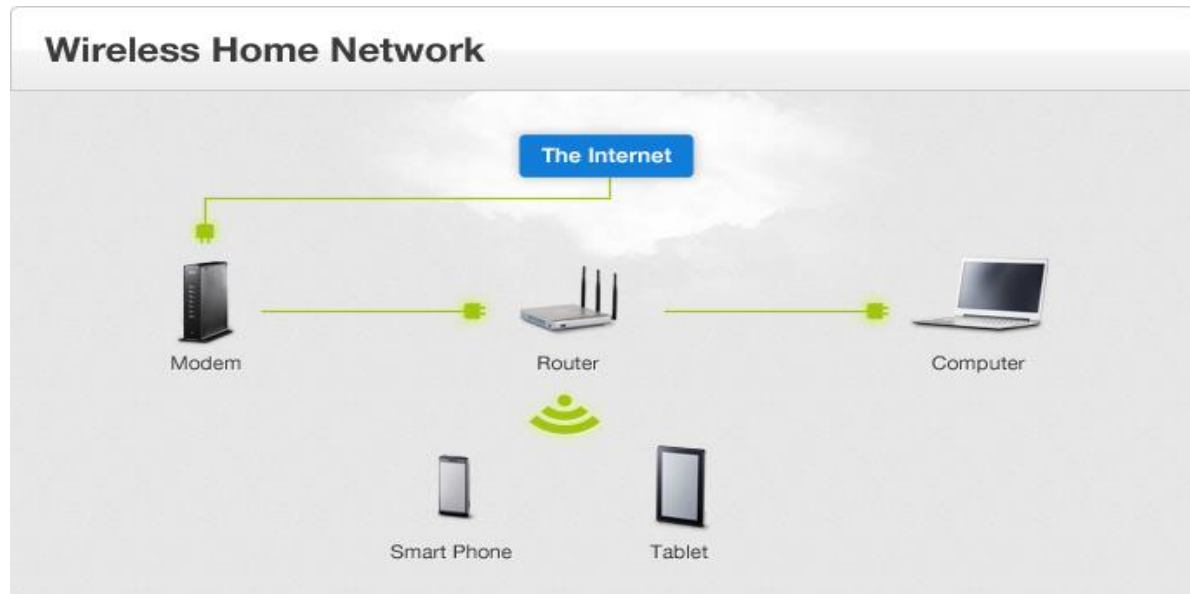 Wireless Home Network
The Internet
Modem
Router
Computer
Smart Phone
Tablet